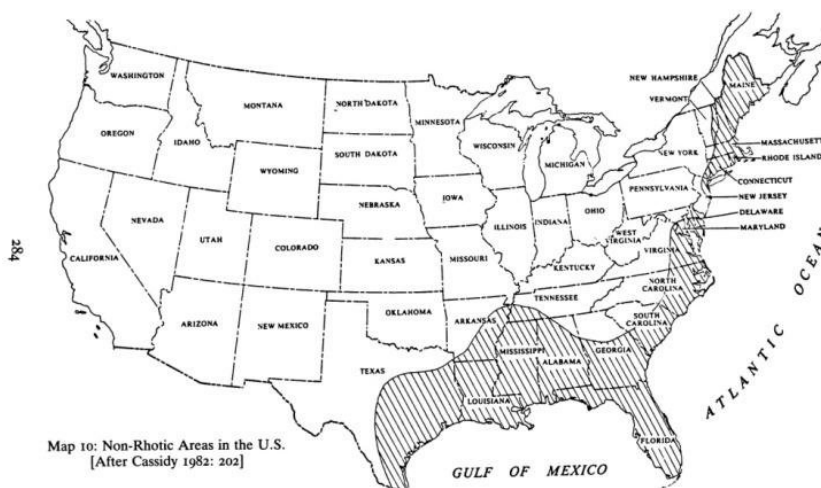 NEW HAMPSHIRE
VERMONT
MAINE
WASHINGTON
MONTANA
NORTH DAKOTA
MINNESOTA
OREGON
IDAHO
WISCONSIN
MICHIGAN
NEW YORK
MASSACHUSETT
RHODE ISLAND
SOUTH DAKOTA
WYOMING
CONNECTICUT
PENNSYLVANIA
NEW JERSEY
IOWA
NEBRASKA
NEVADA
ILLINOIS
INDIANA
OHIO
DELAWARE
MARYLAND
UTAH
COLORADO
WEST
VIRGINIA
VIRGINIA
284
CALIFORNIA
KANSAS
MISSOURI
KENTUCKY
NORTH
CAROLINA
TENNESSEE
ARIZONA
NEW MEXICO
OKLAHOMA
ARKANSAS
SOUTH
CAROLINA
MISSISSIPPI
ALABAMA
GEORGIA
TEXAS
LOUISIANA
FLORIDA
ATLANTIC OCEAN
GULF OF MEXICO
Map 10: Non-Rhotic Areas in the U.S.
[After Cassidy 1982: 202]